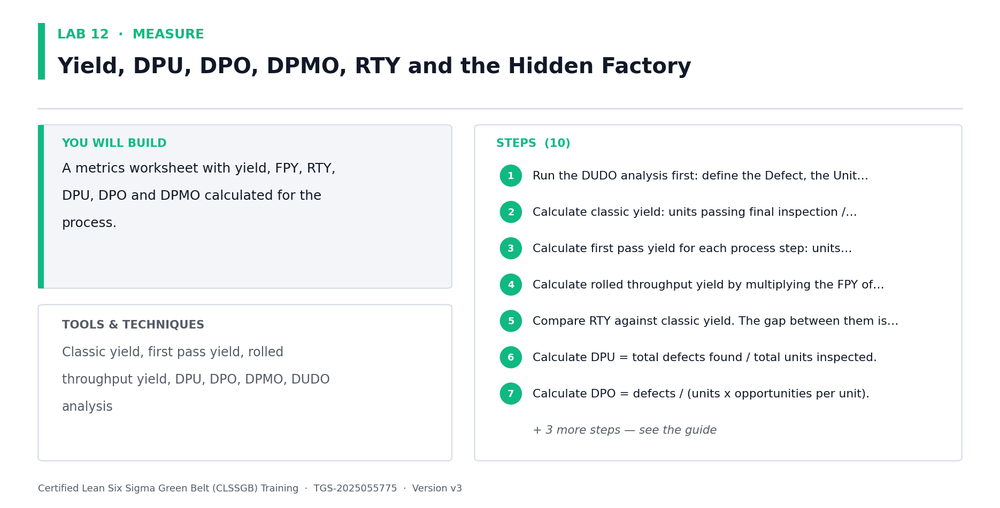 LAB 12 · MEASURE
Yield, DPU, DPO, DPMO, RTY and the Hidden Factory
YOU WILL BUILD
A metrics worksheet with yield, FPY, RTY,
DPU, DPO and DPMO calculated for the
process.
TOOLS & TECHNIQUES
Classic yield, first pass yield, rolled
throughput yield, DPU, DPO, DPMO, DUDO
analysis
STEPS (10)
1 Run the DUDO analysis first: define the Defect, the Unit…
2 Calculate classic yield: units passing final inspection /…
3 Calculate first pass yield for each process step: units…
4 Calculate rolled throughput yield by multiplying the FPY of…
5 Compare RTY against classic yield. The gap between them is…
6 Calculate DPU = total defects found / total units inspected.
7 Calculate DPO = defects / (units x opportunities per unit).
+ 3 more steps — see the guide
Certified Lean Six Sigma Green Belt (CLSSGB) Training · TGS-2025055775 · Version v3